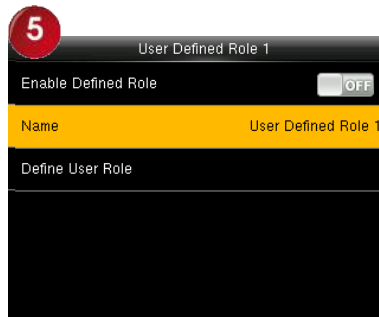 5
User Defined Role 1
Enable Defined Role OFF
Name User Defined Role 1
Define User Role